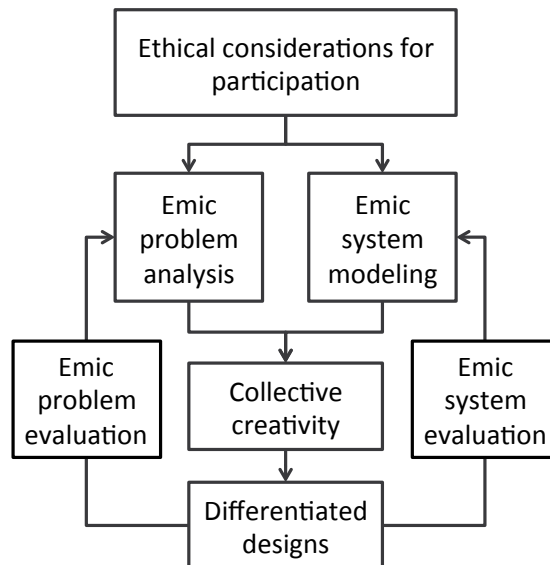 Ethical considerations for
participation
Emic
problem
analysis
Emic
system
modeling
Emic
problem
evaluation
Collective
creativity
Emic
system
evaluation
Differentiated
designs